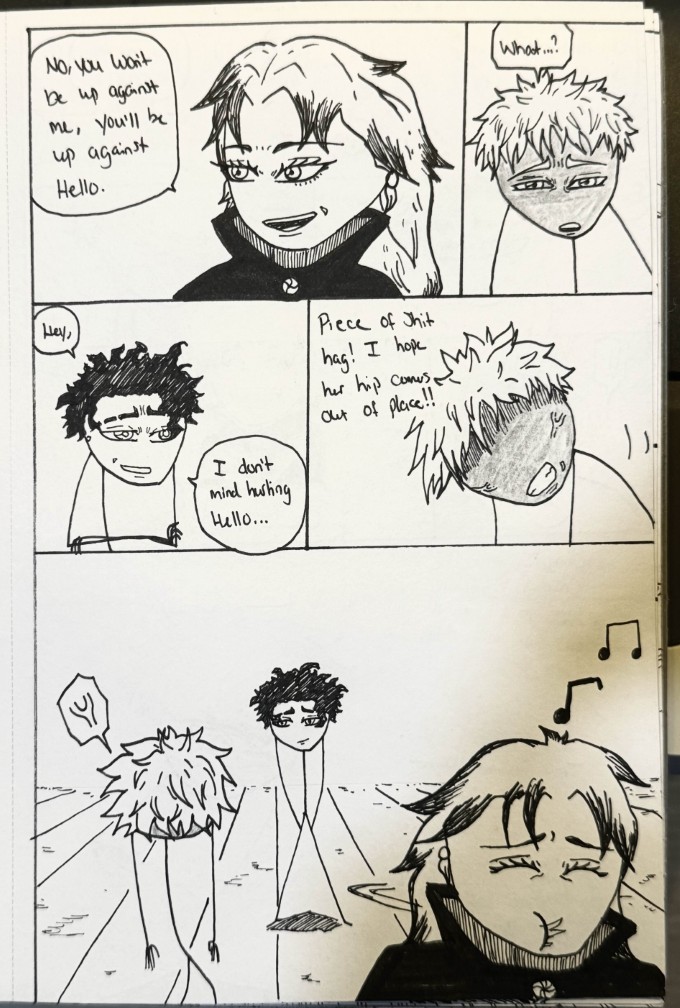 No, you won't
be up against
me, you'll be
up against
Hello.
What...?
Hey,
I don't
mind hurting
Hello...
Piece of Shit
hag! I hope
her hip comes
out of place!!